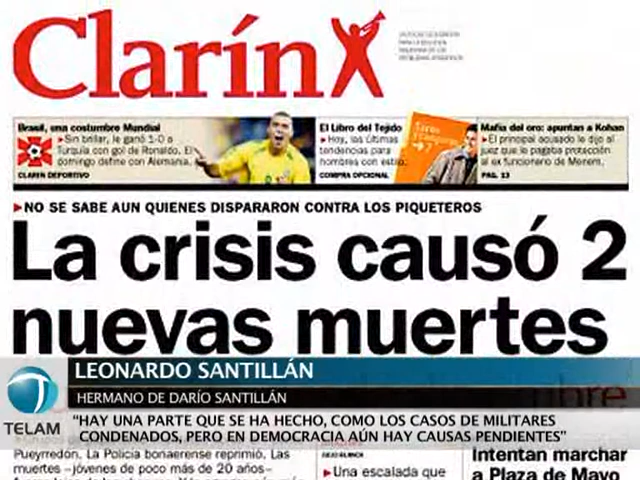 Clarín
Brasil, una costumbre Mundial
Sin brillar, le ganó 1-0 a
Turquía con gol de Ronaldo. El
domingo define con Alemania.
CLARIN DEPORTIVO
El Libro del Tejido
Hoy, las últimas
tendencias para
hombres con estilo.
COMPRA OPCIONAL
Mafia del oro: apuntan a Kohan
El principal acusado le dijo al
juez que le pagaba protección
al ex funcionario de Menem.
PAG. 13
NO SE SABE AUN QUIENES DISPARARON CONTRA LOS PIQUETEROS
La crisis causó 2
nuevas muertes
LEONARDO SANTILLÁN
HERMANO DE DARÍO SANTILLÁN
TELAM
"HAY UNA PARTE QUE SE HA HECHO, COMO LOS CASOS DE MILITARES
CONDENADOS, PERO EN DEMOCRACIA AÚN HAY CAUSAS PENDIENTES"
Pueyrredón. La Policía bonaerense reprimió. Las
muertes –jóvenes de poco más de 20 años–
Una escalada que
Intentan marchar
a Plaza de Mayo